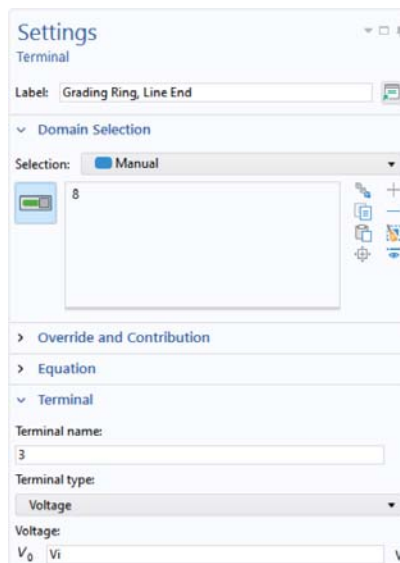 Settings
Terminal
Label: Grading Ring, Line End
Domain Selection
Selection: Manual
8
Override and Contribution
Equation
Terminal
Terminal name:
3
Terminal type:
Voltage
Voltage:
V0 Vi V